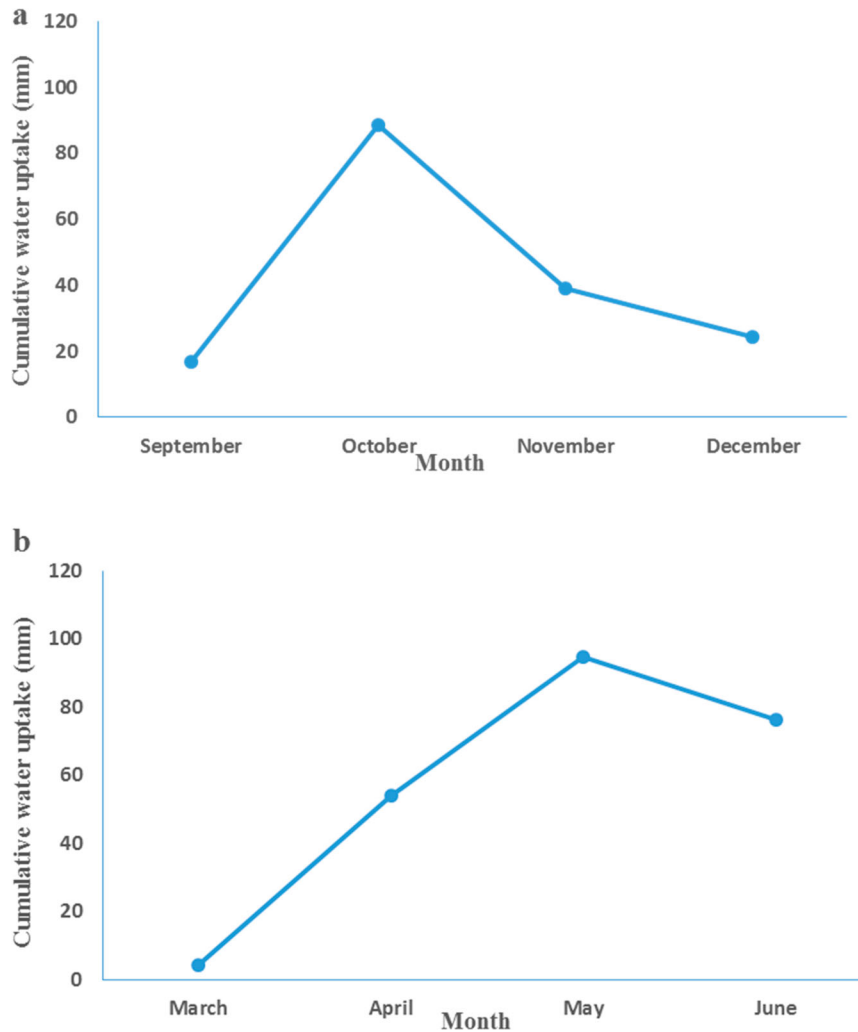 a
Cumulative water uptake (mm)
120
100
80
60
40
20
0
September October November December
Month
b
Cumulative water uptake (mm)
120
100
80
60
40
20
0
March April May June
Month